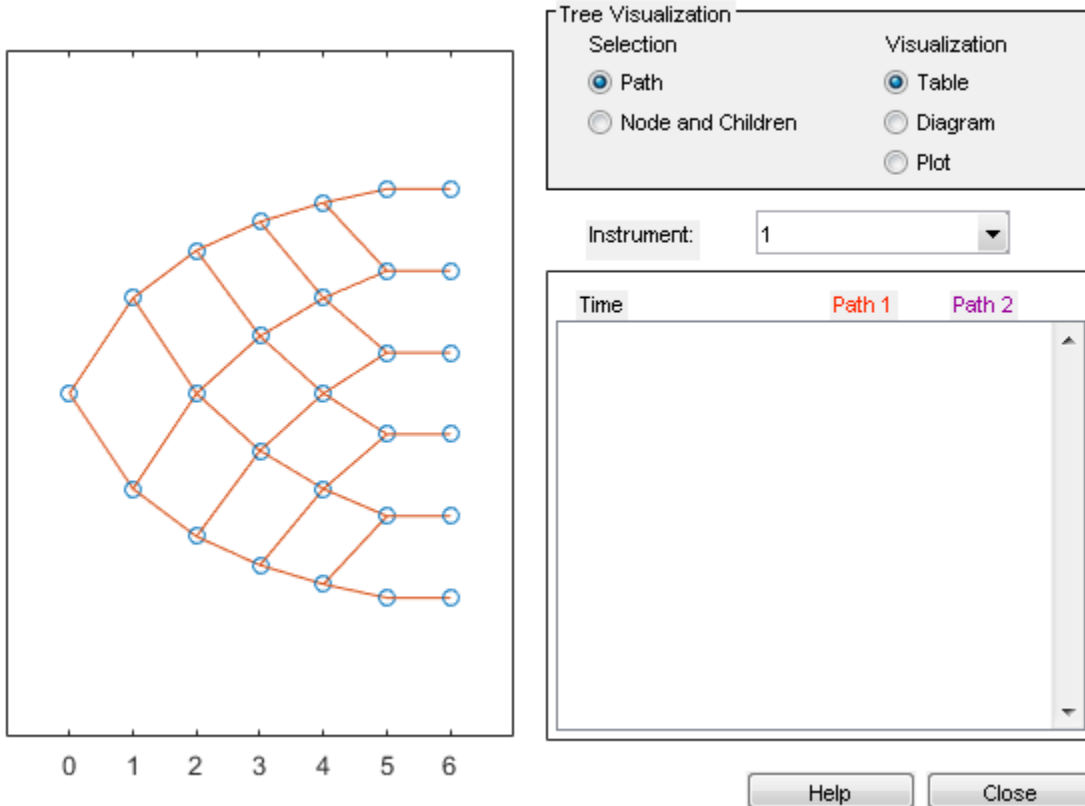 Tree Visualization
Selection Visualization
Path Table
Node and Children Diagram
Plot
Instrument: 1
Time Path 1 Path 2
0 1 2 3 4 5 6
Help Close